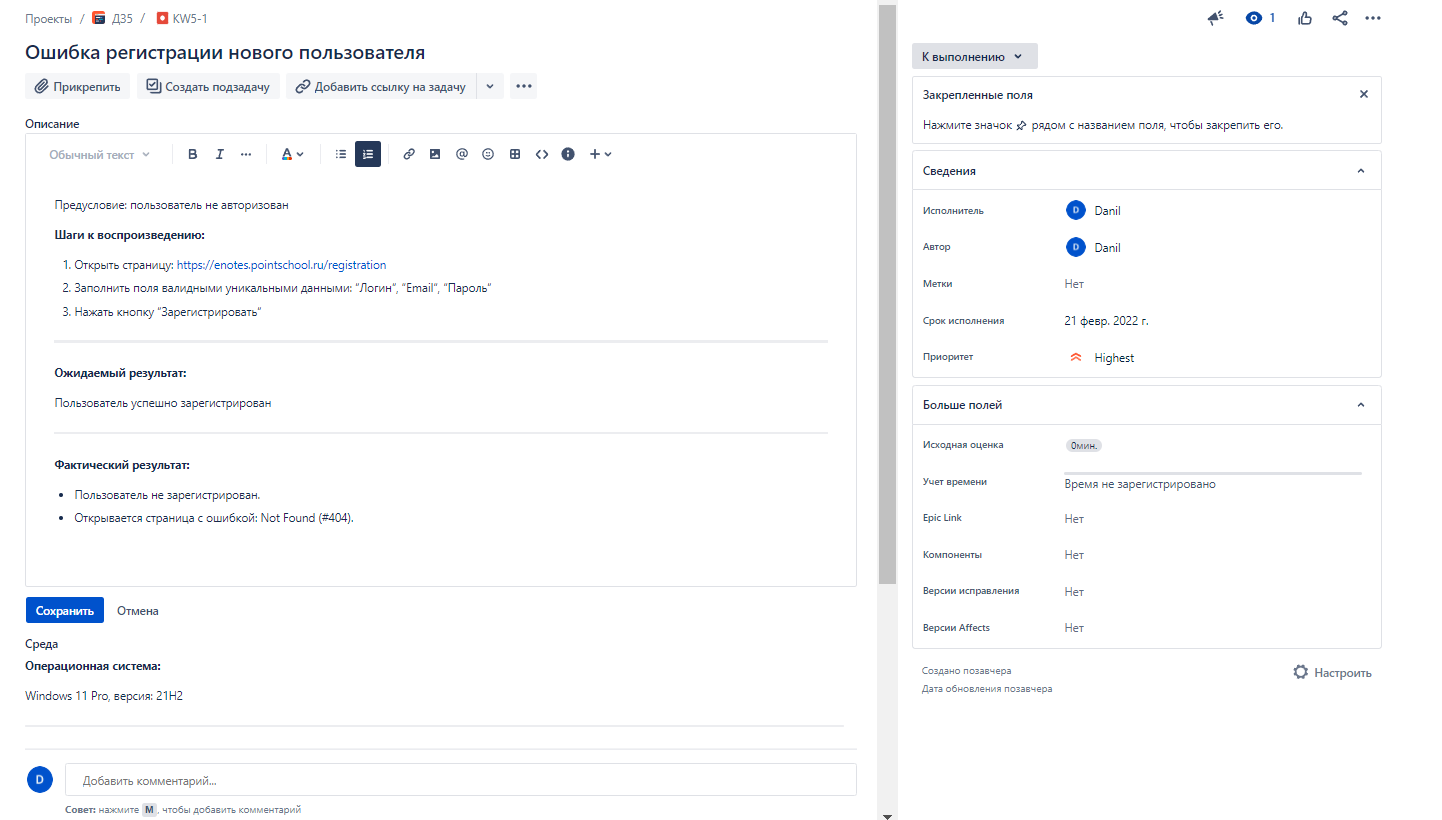 Проекты / Д35 / KW5-1
Ошибка регистрации нового пользователя
Прикрепить Создать подзадачу Добавить ссылку на задачу
Описание
Обычный текст B I A
Предусловие: пользователь не авторизован
Шаги к воспроизведению:
1. Открыть страницу: https://enotes.pointschool.ru/registration
2. Заполнить поля валидными уникальными данными: “Логин”, “Email”, “Пароль”
3. Нажать кнопку “Зарегистрировать”
Ожидаемый результат:
Пользователь успешно зарегистрирован
Фактический результат:
• Пользователь не зарегистрирован.
• Открывается страница с ошибкой: Not Found (#404).
Сохранить Отмена
Среда
Операционная система:
Windows 11 Pro, версия: 21H2
D Добавить комментарий...
Совет: нажмите M, чтобы добавить комментарий
1
К выполнению
Закрепленные поля
Нажмите значок рядом с названием поля, чтобы закрепить его.
Сведения
Исполнитель D Danil
Автор D Danil
Метки Нет
Срок исполнения 21 февр. 2022 г.
Приоритет Highest
Больше полей
Исходная оценка 0мин.
Учет времени Время не зарегистрировано
Epic Link Нет
Компоненты Нет
Версии исправления Нет
Версии Affects Нет
Создано позавчера
Дата обновления позавчера
Настроить